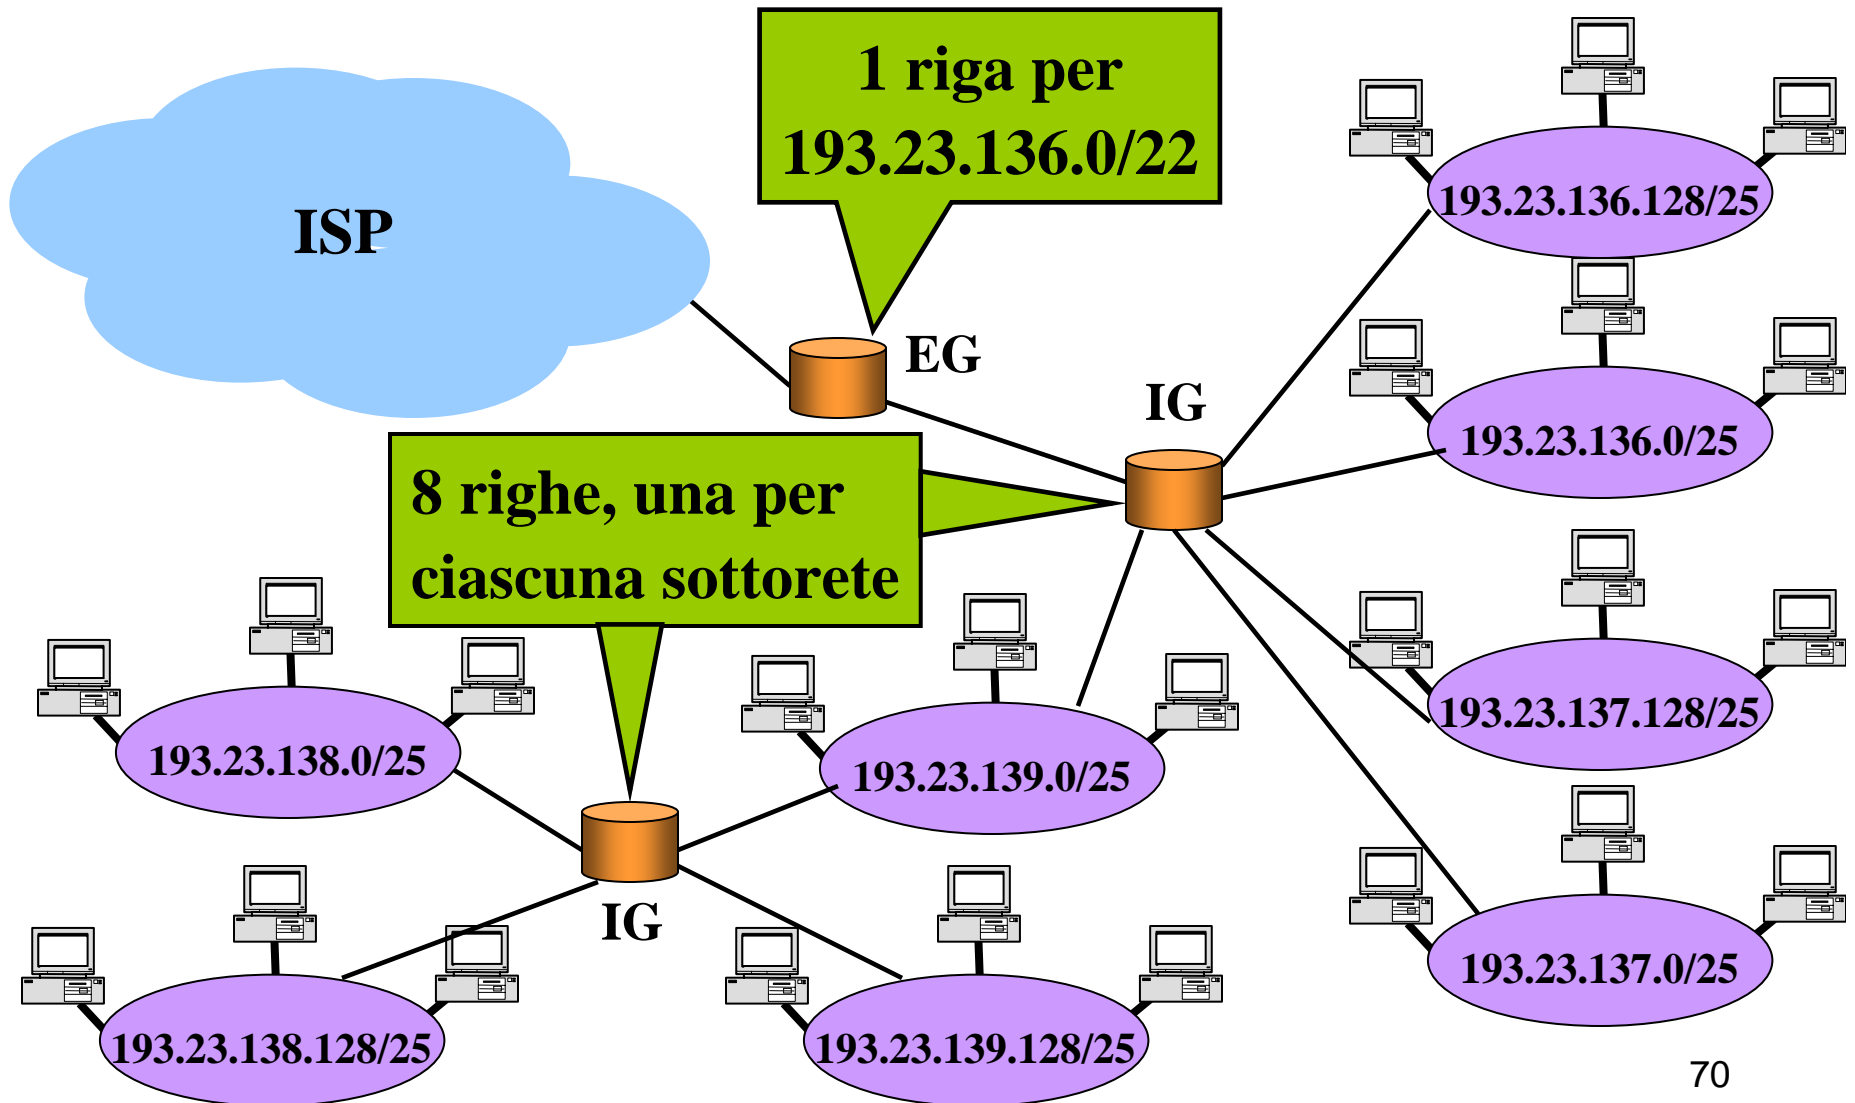 1 riga per
193.23.136.0/22
ISP
193.23.136.128/25
EG
IG
193.23.136.0/25
8 righe, una per
ciascuna sottorete
193.23.137.128/25
193.23.138.0/25
193.23.139.0/25
IG
193.23.137.0/25
193.23.138.128/25
193.23.139.128/25
70